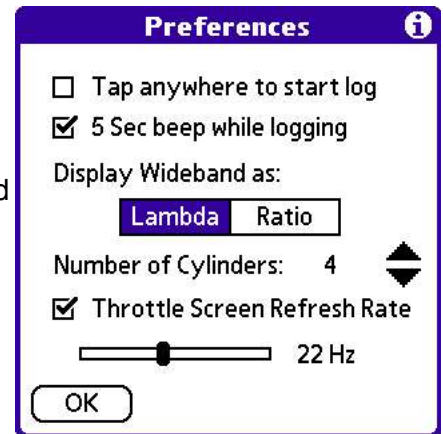 Preferences i
Tap anywhere to start log
5 Sec beep while logging
d
Display Wideband as:
Lambda Ratio
Number of Cylinders: 4
Throttle Screen Refresh Rate
22 Hz
OK